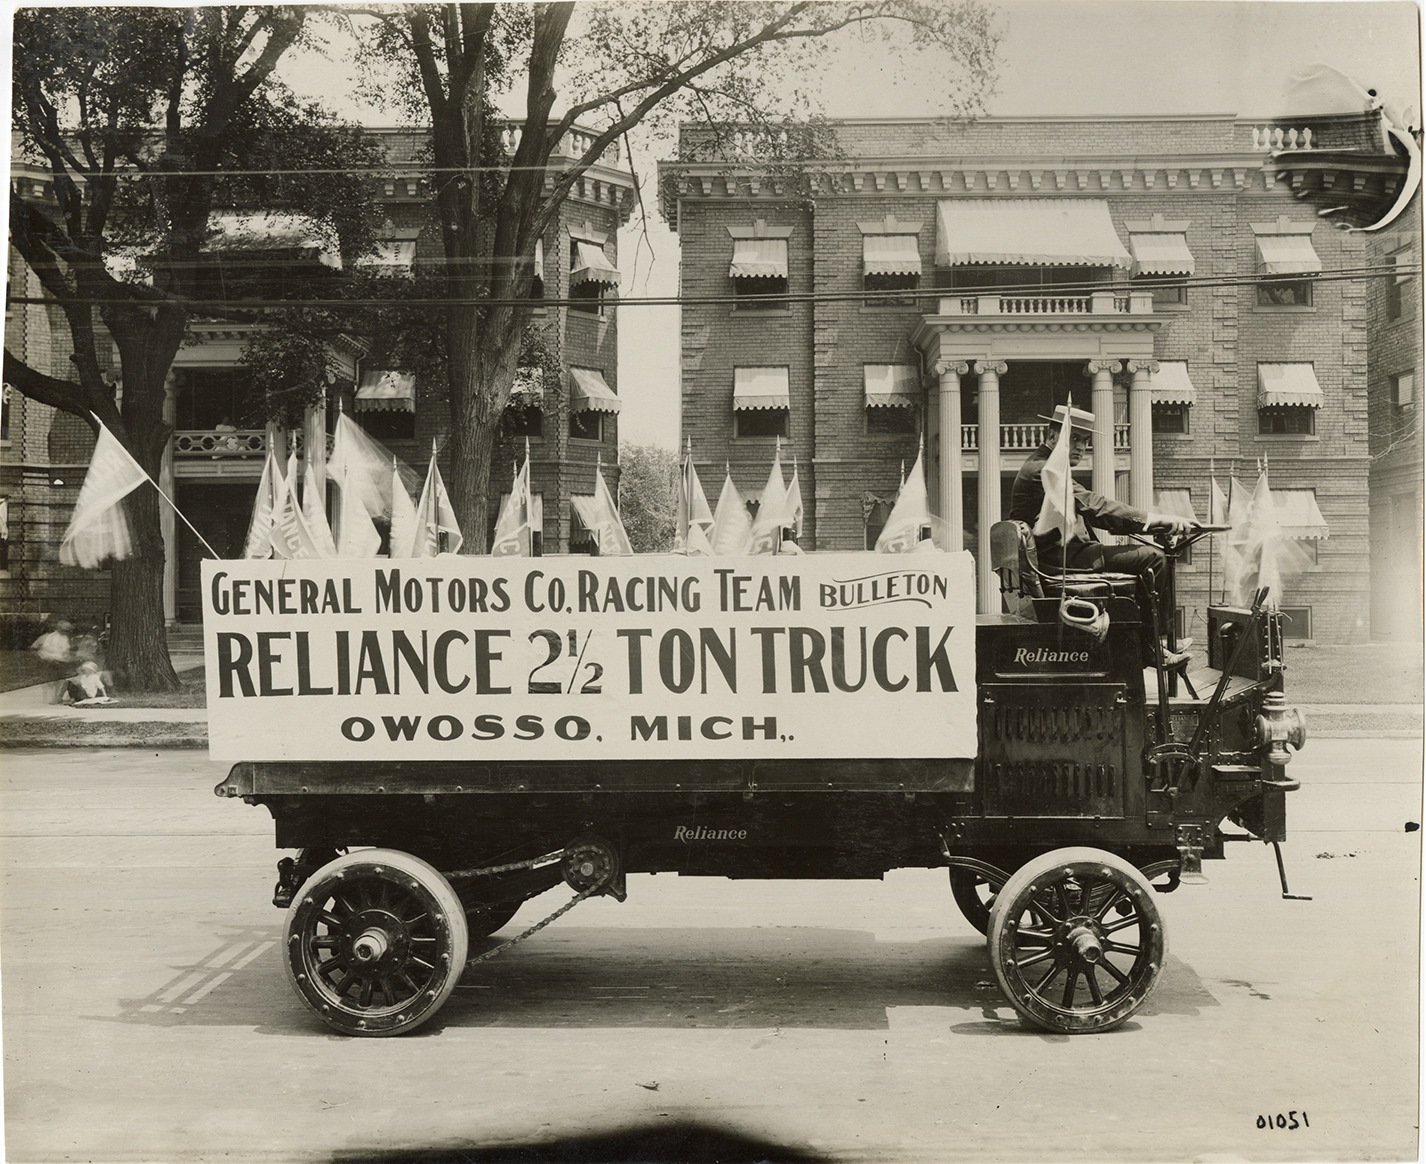 GENERAL MOTORS CO. RACING TEAM BULLETON
RELIANCE 2½ TON TRUCK
OWOSSO, MICH,.
Reliance
Reliance
01051